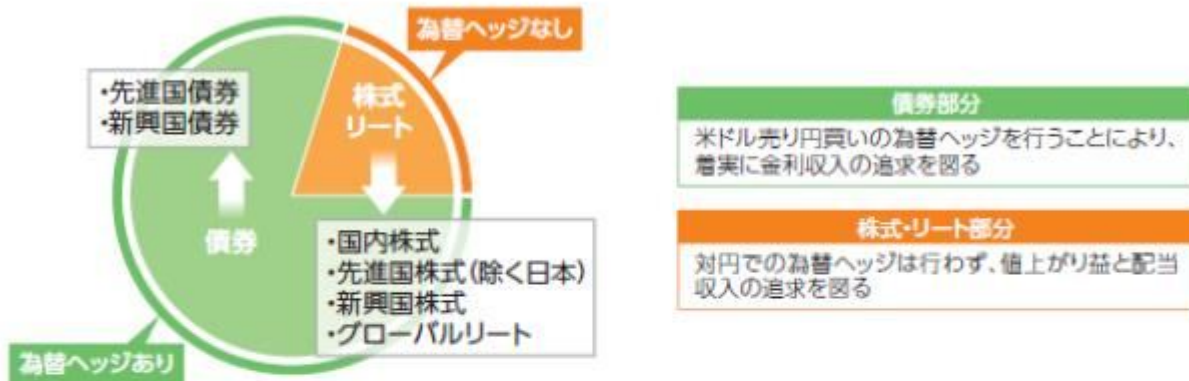 為替ヘッジなし
・先進国債券
・新興国債券
株式
リート
債券
・国内株式
・先進国株式(除く日本)
・新興国株式
・グローバルリート
為替ヘッジあり
債券部分
米ドル売り円買いの為替ヘッジを行うことにより、
着実に金利収入の追求を図る
株式・リート部分
対円での為替ヘッジは行わず、値上がり益と配当
収入の追求を図る